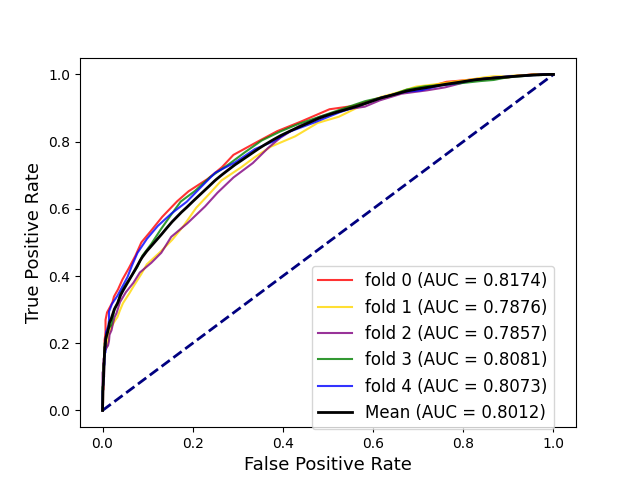 1.0
0.8
0.6
0.4
0.2
0.0
True Positive Rate
fold 0 (AUC = 0.8174)
fold 1 (AUC = 0.7876)
fold 2 (AUC = 0.7857)
fold 3 (AUC = 0.8081)
fold 4 (AUC = 0.8073)
Mean (AUC = 0.8012)
0.0 0.2 0.4 0.6 0.8 1.0
False Positive Rate